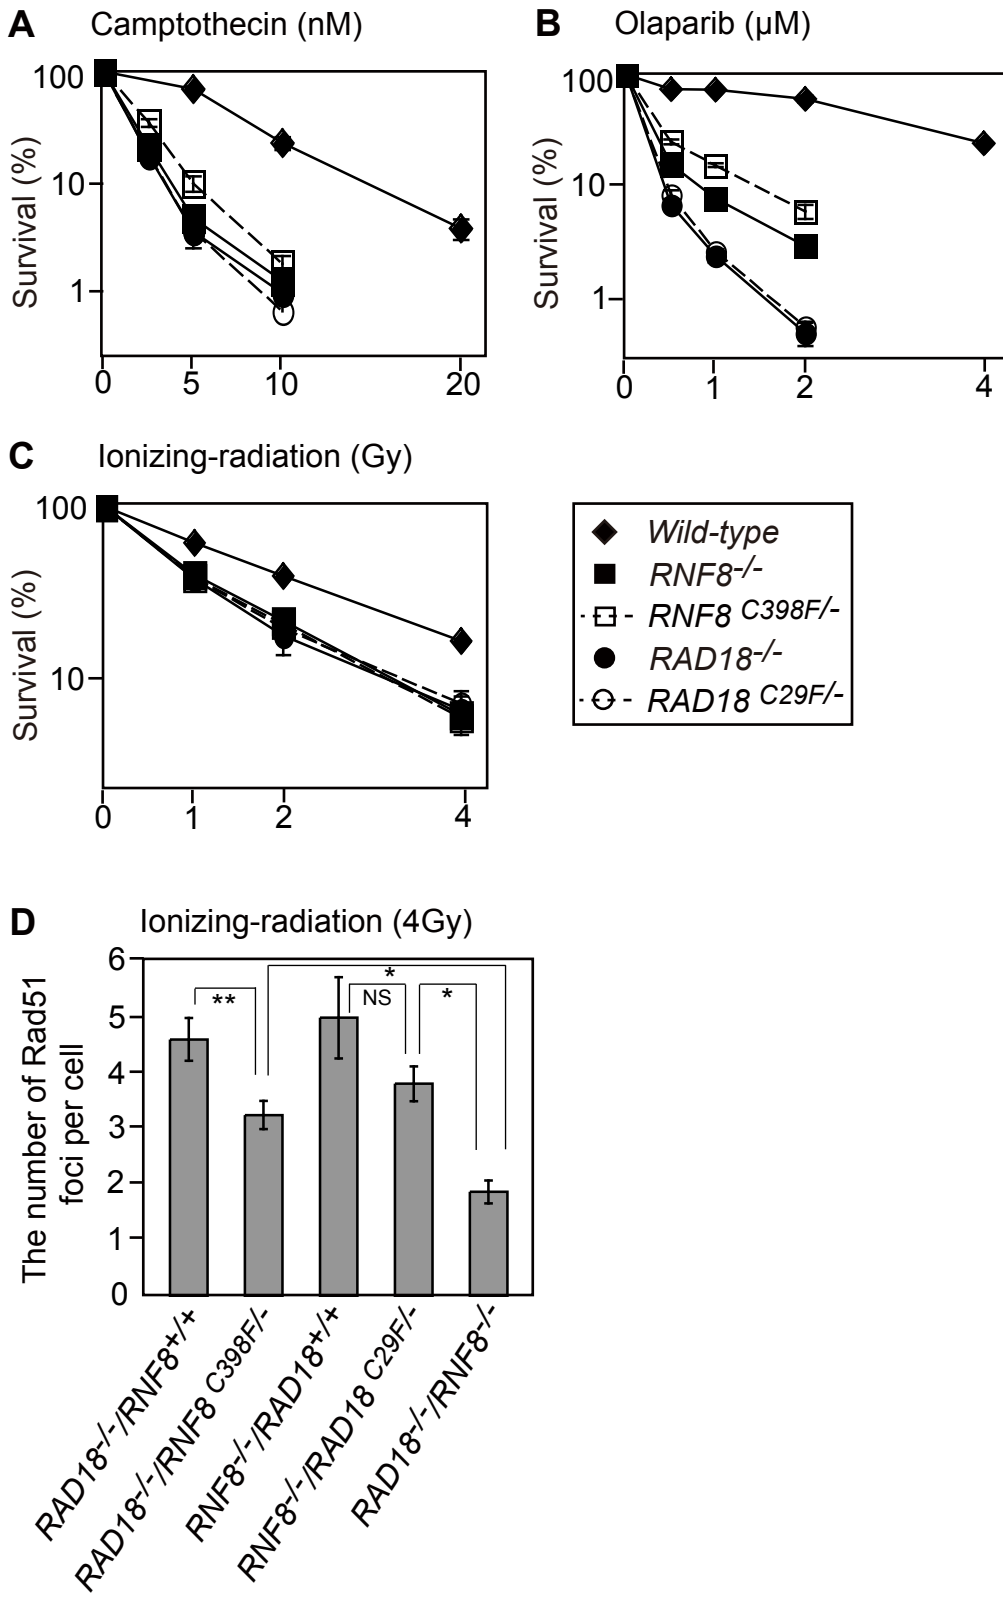 A Camptothecin (nM)
Survival (%)
100
10
1
0 5 10 20
B Olaparib (µM)
Survival (%)
100
10
1
0 1 2 4
C Ionizing-radiation (Gy)
Survival (%)
100
10
0 1 2 4
Wild-type
RNF8-/-
RNF8 C398F/-
RAD18-/-
RAD18 C29F/-
D Ionizing-radiation (4Gy)
The number of Rad51
foci per cell
6
5
4
3
2
1
0
**
NS
*
*
RAD18-/-/RNF8+/+
RAD18-/-/RNF8 C398F/-
RNF8-/-/RAD18+/+
RNF8-/-/RAD18 C29F/-
RAD18-/-/RNF8-/-